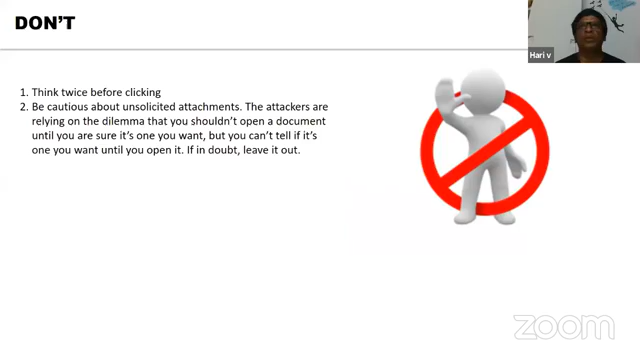 DON'T
1. Think twice before clicking
2. Be cautious about unsolicited attachments. The attackers are
relying on the dilemma that you shouldn't open a document
until you are sure it's one you want, but you can't tell if it's
one you want until you open it. If in doubt, leave it out.
Hari v
zoom